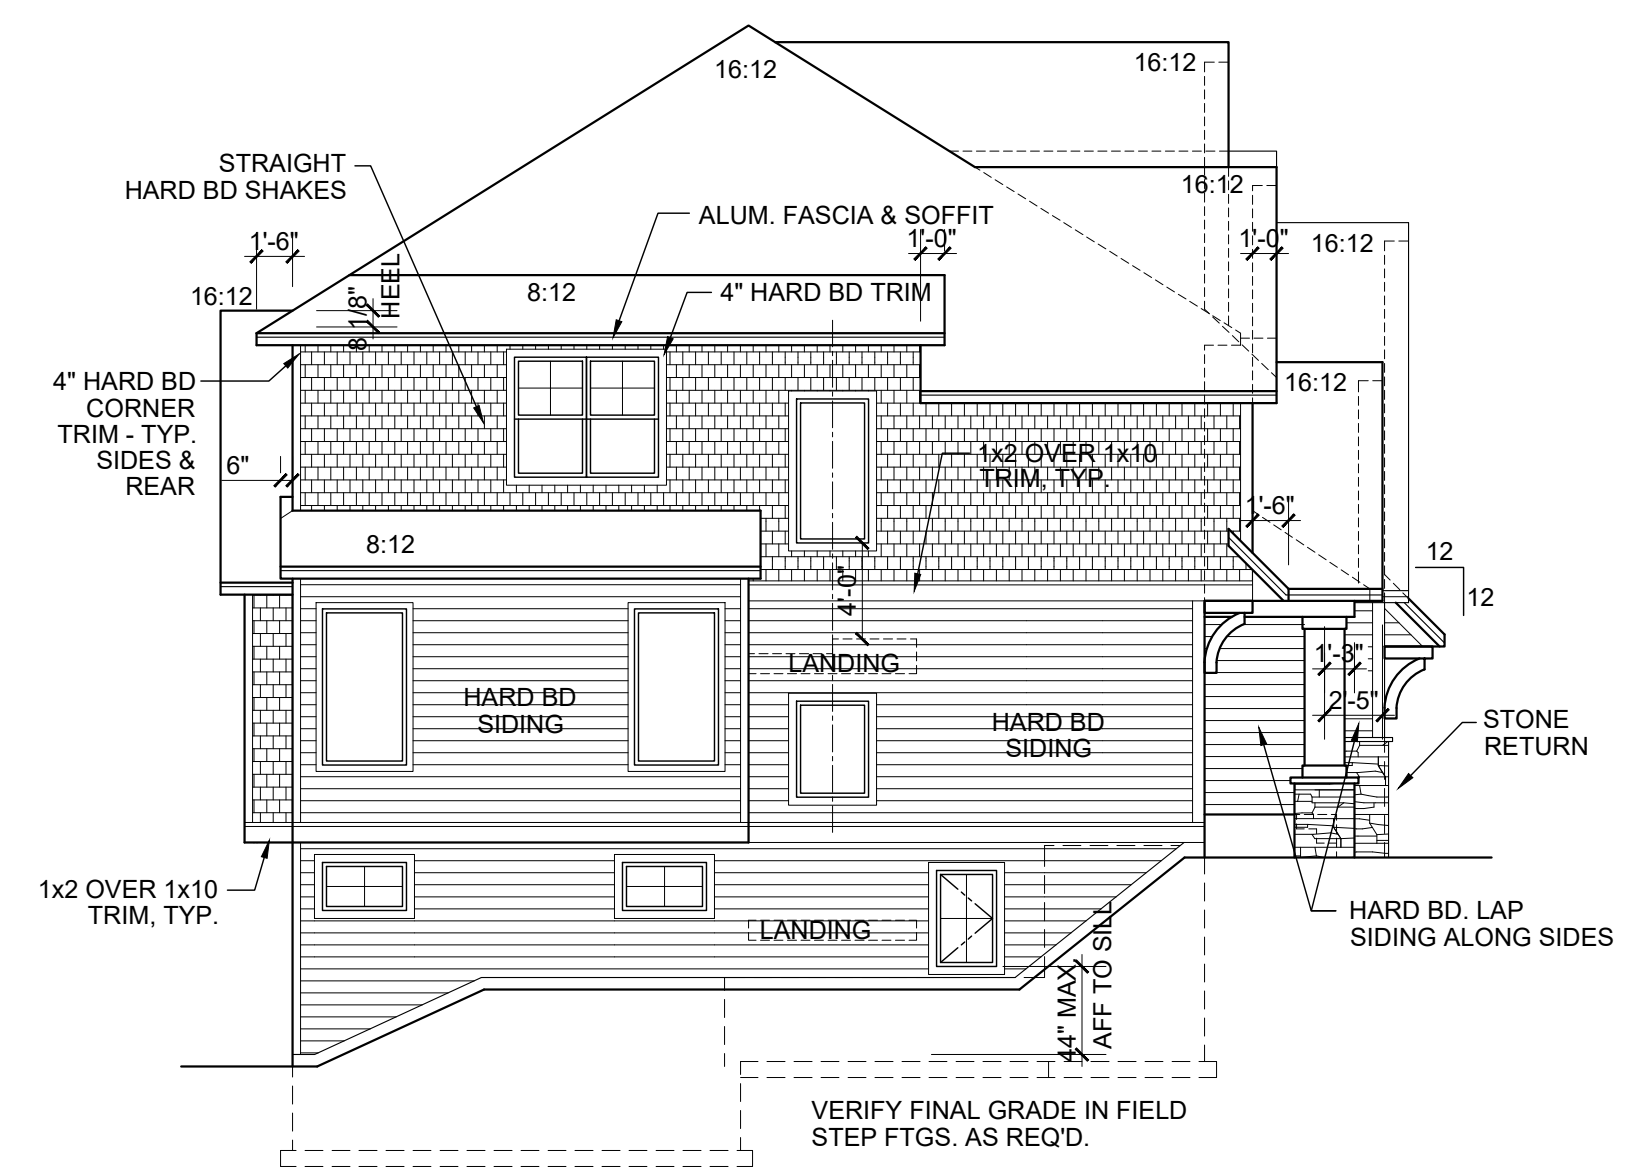 16:12
16:12
STRAIGHT
HARD BD SHAKES
16:12
ALUM. FASCIA & SOFFIT
1'-6"
1'-0"
1'-0"
16:12
HEEL
8 1/8"
16:12
8:12
4" HARD BD TRIM
4" HARD BD
CORNER
TRIM - TYP.
SIDES &
REAR
16:12
6"
1x2 OVER 1x10
TRIM, TYP.
1'-6"
8:12
12
12
4'-0"
LANDING
1'-3"
HARD BD
SIDING
2'-5"
HARD BD
SIDING
STONE
RETURN
1x2 OVER 1x10
TRIM, TYP.
LANDING
HARD BD. LAP
SIDING ALONG SIDES
44" MAX
AFF TO SILL
VERIFY FINAL GRADE IN FIELD
STEP FTGS. AS REQ'D.